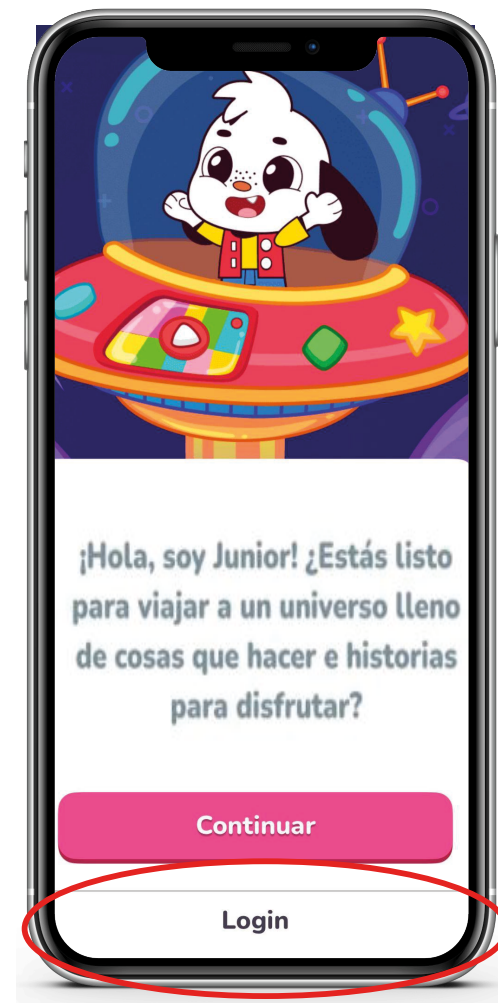 ¡Hola, soy Junior! ¿Estás listo
para viajar a un universo lleno
de cosas que hacer e historias
para disfrutar?
Continuar
Login